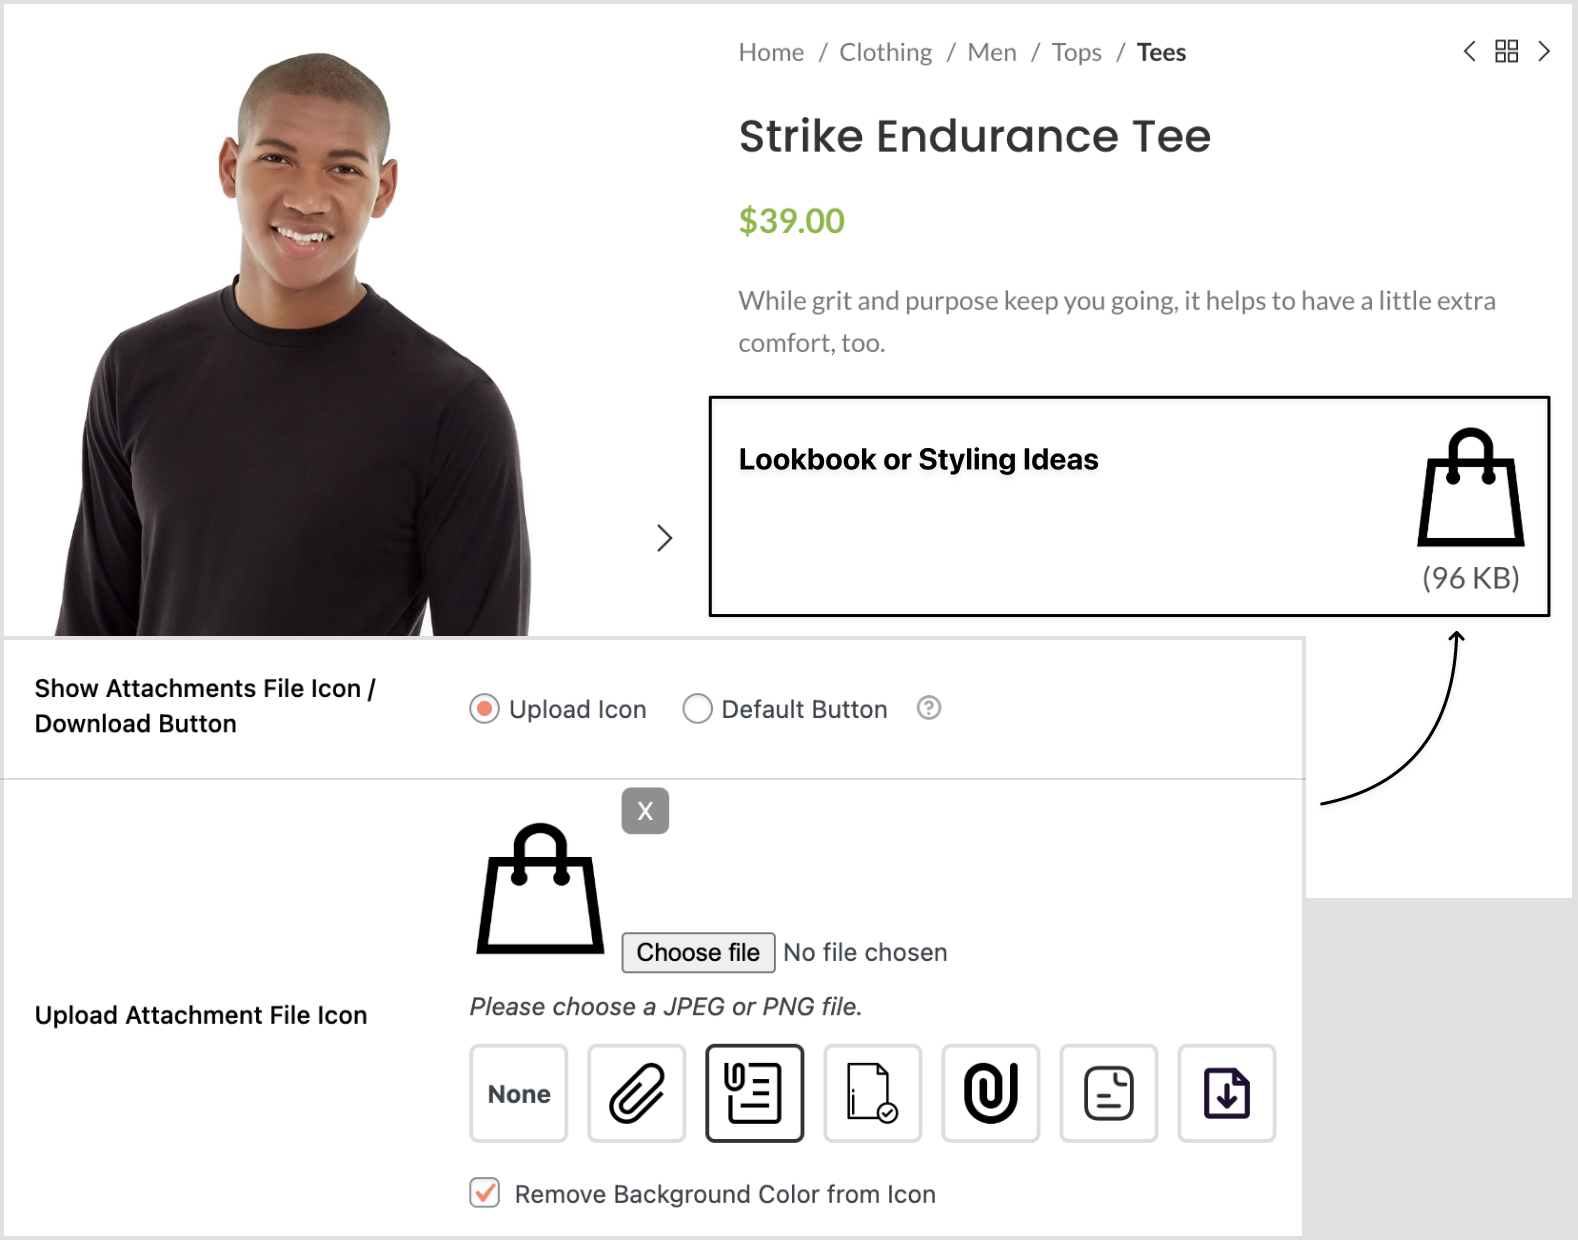 Home / Clothing / Men / Tops / Tees
Strike Endurance Tee
$39.00
While grit and purpose keep you going, it helps to have a little extra
comfort, too.
Lookbook or Styling Ideas
(96 KB)
Show Attachments File Icon /
Download Button
Upload Icon
Default Button
?
X
Choose file No file chosen
Upload Attachment File Icon
Please choose a JPEG or PNG file.
None
Remove Background Color from Icon